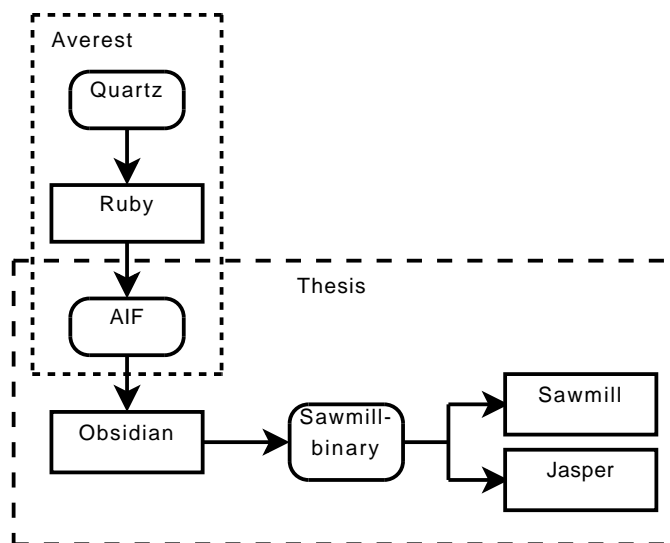 Averest
Quartz
Ruby
Thesis
AIF
Obsidian
Sawmill-
binary
Sawmill
Jasper